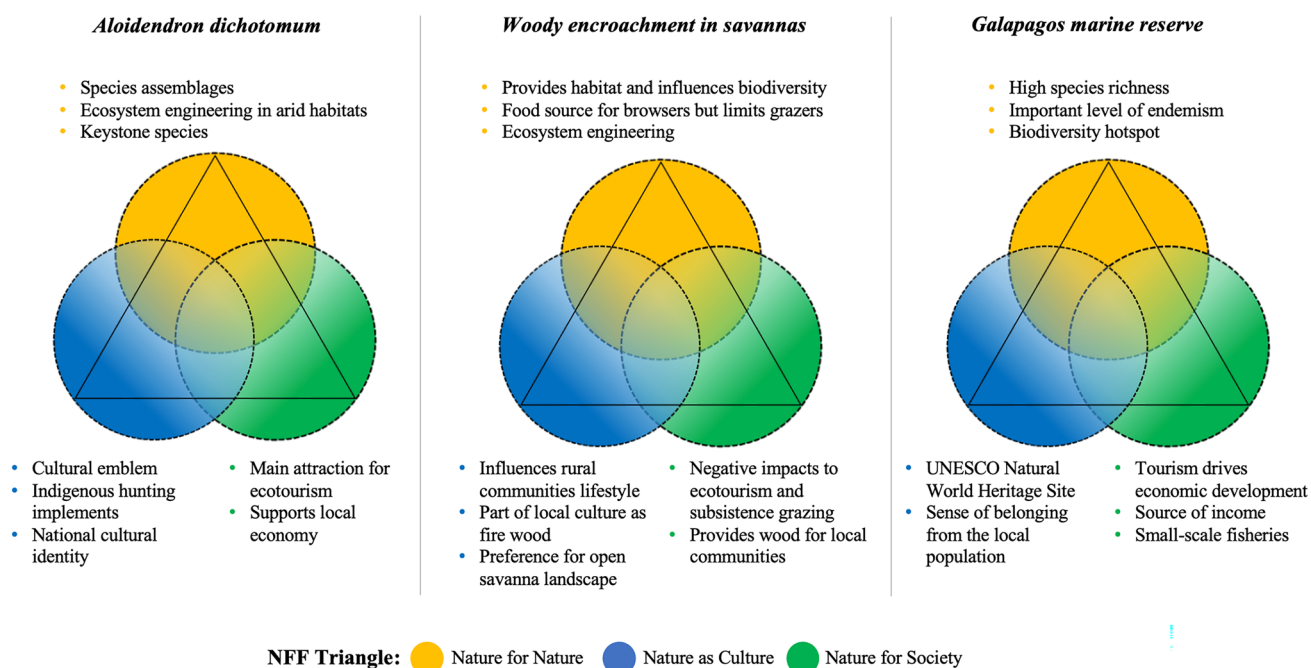 Aloidendron dichotomum
• Species assemblages
• Ecosystem engineering in arid habitats
• Keystone species
• Cultural emblem
• Indigenous hunting
implements
• National cultural
identity
• Main attraction for
ecotourism
• Supports local
economy
Woody encroachment in savannas
• Provides habitat and influences biodiversity
• Food source for browsers but limits grazers
• Ecosystem engineering
• Influences rural
communities lifestyle
• Part of local culture as
fire wood
• Preference for open
savanna landscape
• Negative impacts to
ecotourism and
subsistence grazing
• Provides wood for local
communities
Galapagos marine reserve
• High species richness
• Important level of endemism
• Biodiversity hotspot
• UNESCO Natural
World Heritage Site
• Sense of belonging
from the local
population
• Tourism drives
economic development
• Source of income
• Small-scale fisheries
NFF Triangle: Nature for Nature Nature as Culture Nature for Society